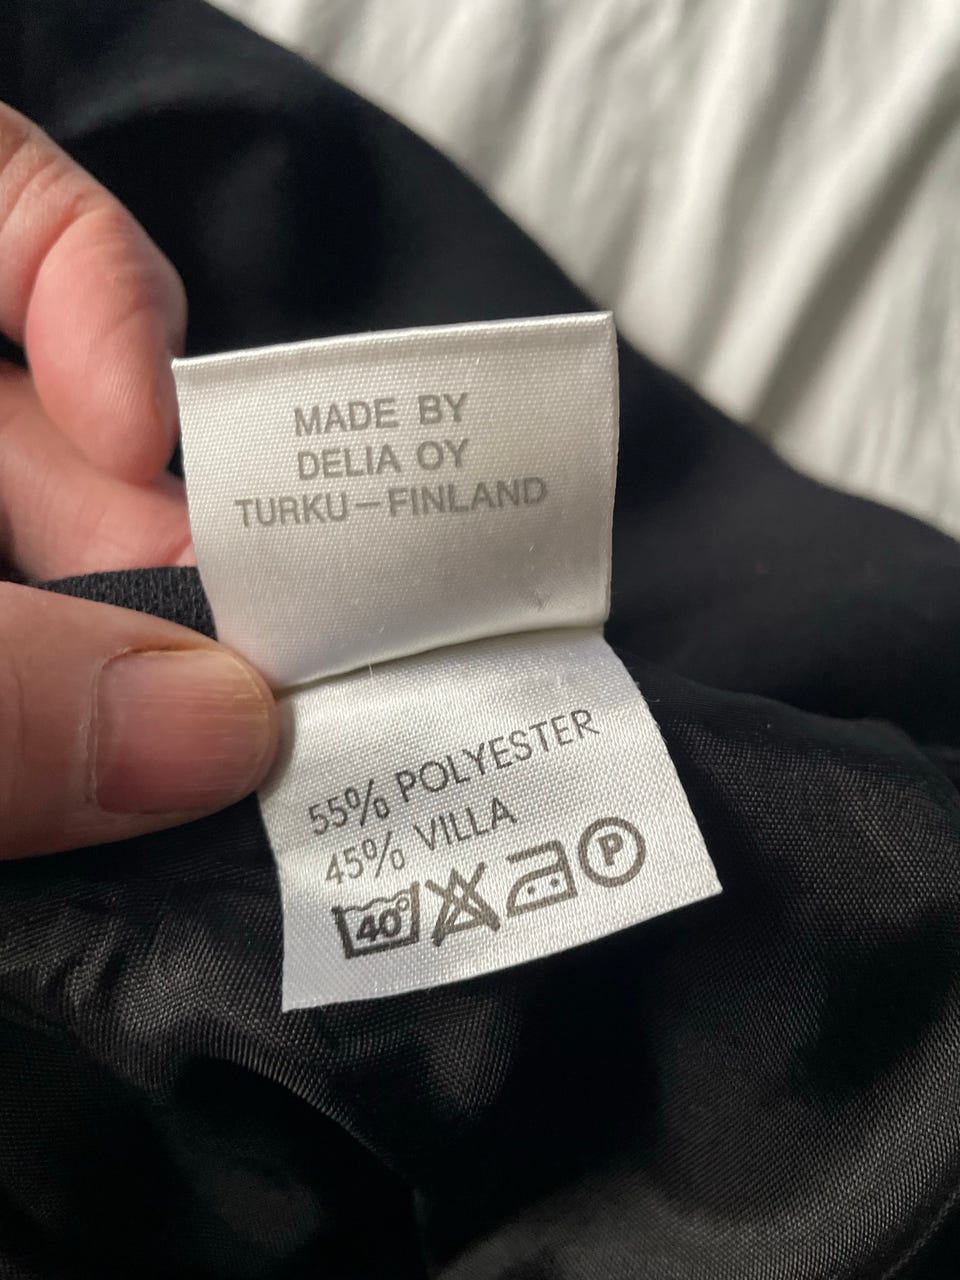 MADE BY
DELIA OY
TURKU-FINLAND
55% POLYESTER
45% VILLA
40° P